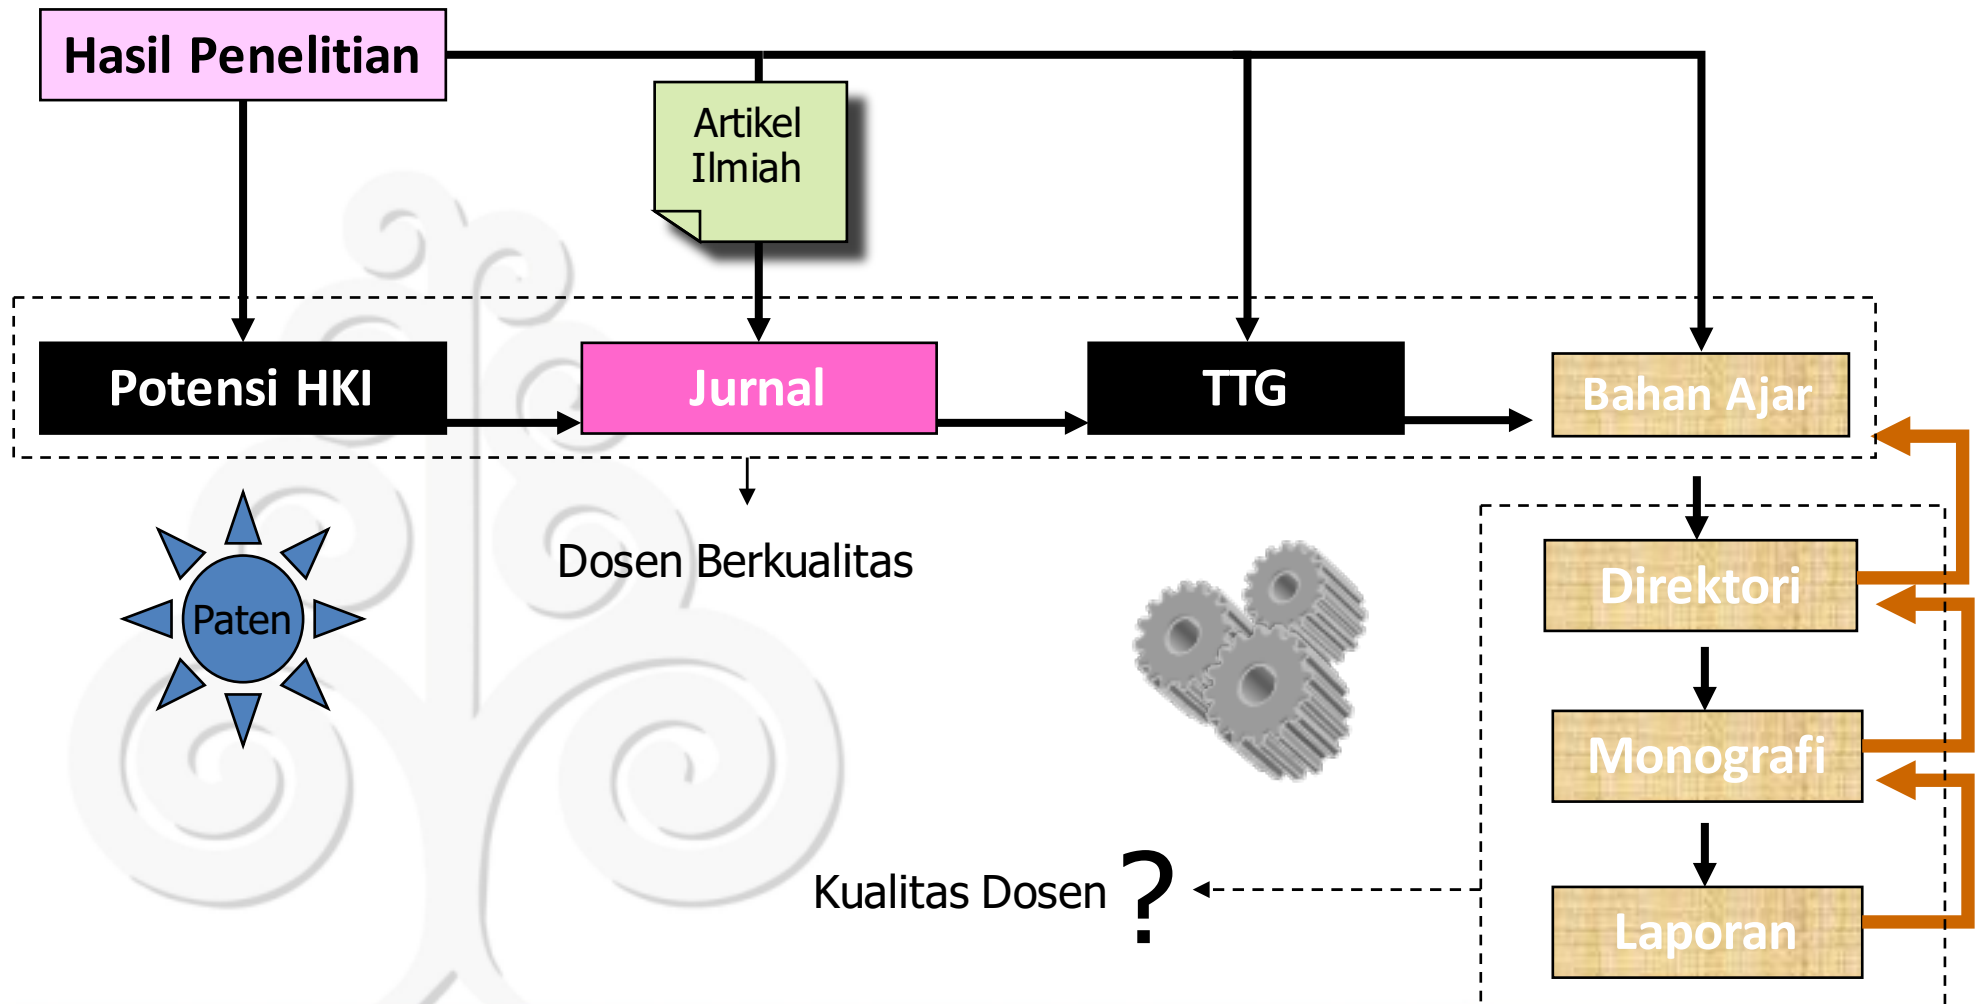 Hasil Penelitian
Artikel
Ilmiah
Potensi HKI
Jurnal
TTG
Bahan Ajar
Paten
Dosen Berkualitas
Direktori
Monografi
Kualitas Dosen ?
Laporan